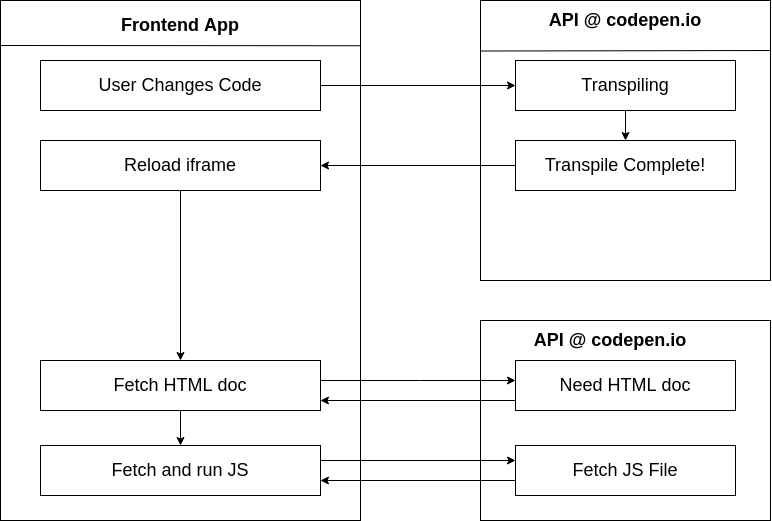 Frontend App
User Changes Code
Reload iframe
Fetch HTML doc
Fetch and run JS
API @ codepen.io
Transpiling
Transpile Complete!
API @ codepen.io
Need HTML doc
Fetch JS File